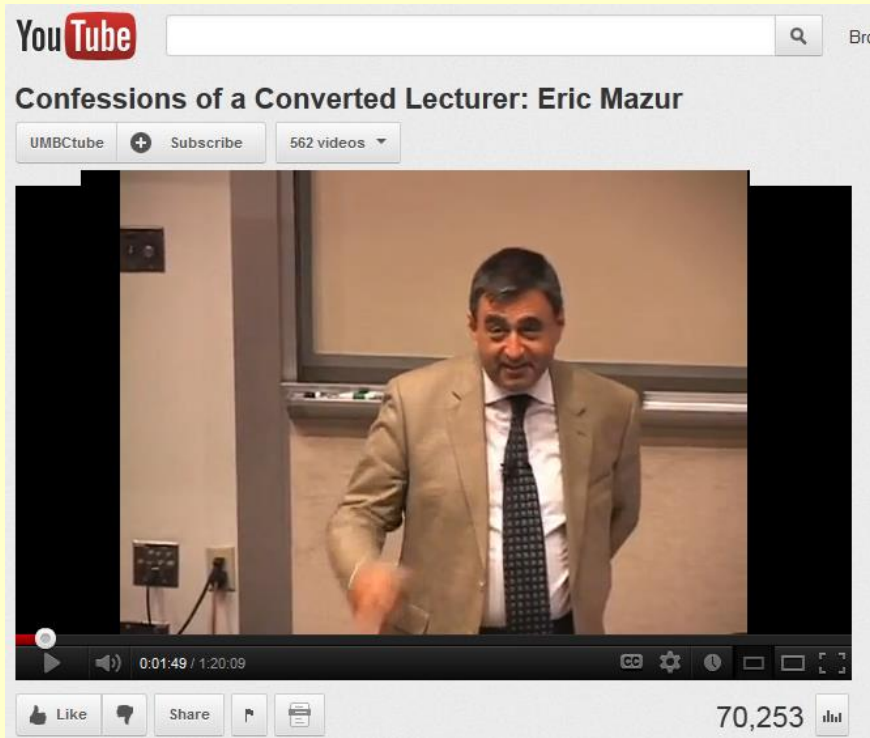 YouTube
Bro
Confessions of a Converted Lecturer: Eric Mazur
UMBCtube Subscribe 562 videos
0:01:49 / 1:20:09 CC
Like Share 70,253